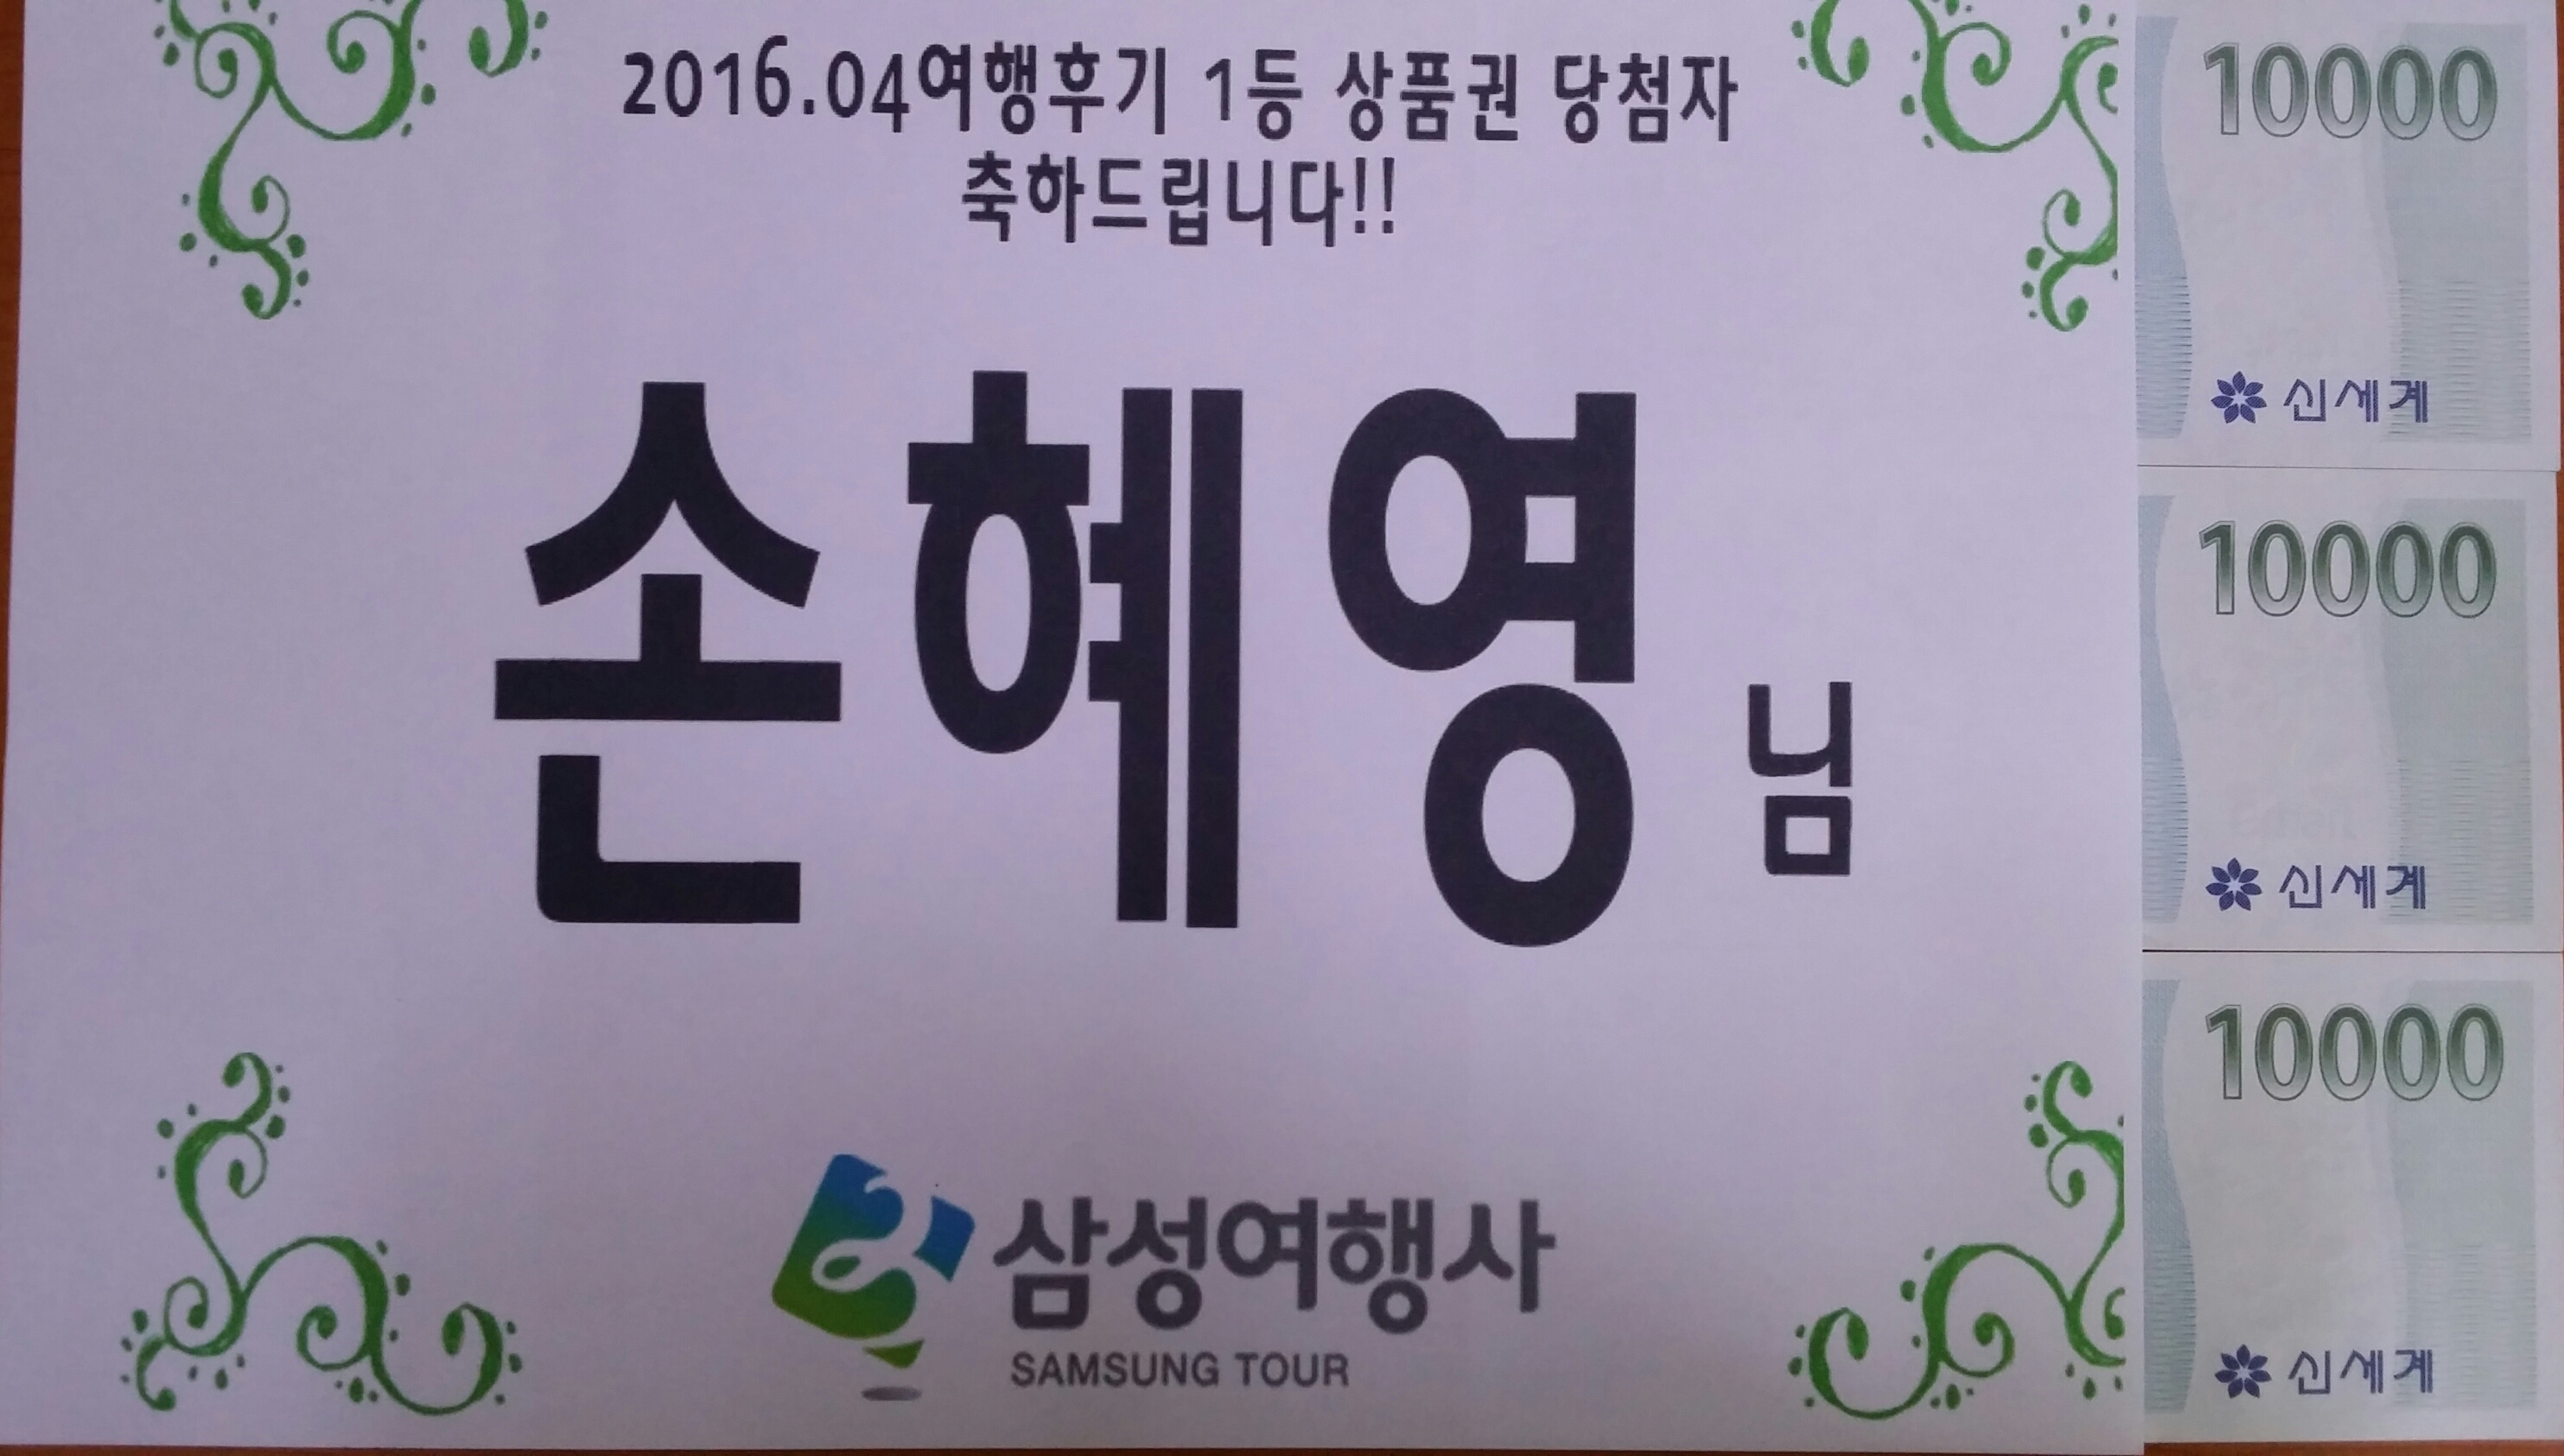 2016.04여행후기 1등 상품권 당첨자
축하드립니다!!
손혜영 님
삼성여행사
SAMSUNG TOUR
10000
신세계
10000
신세계
10000
신세계